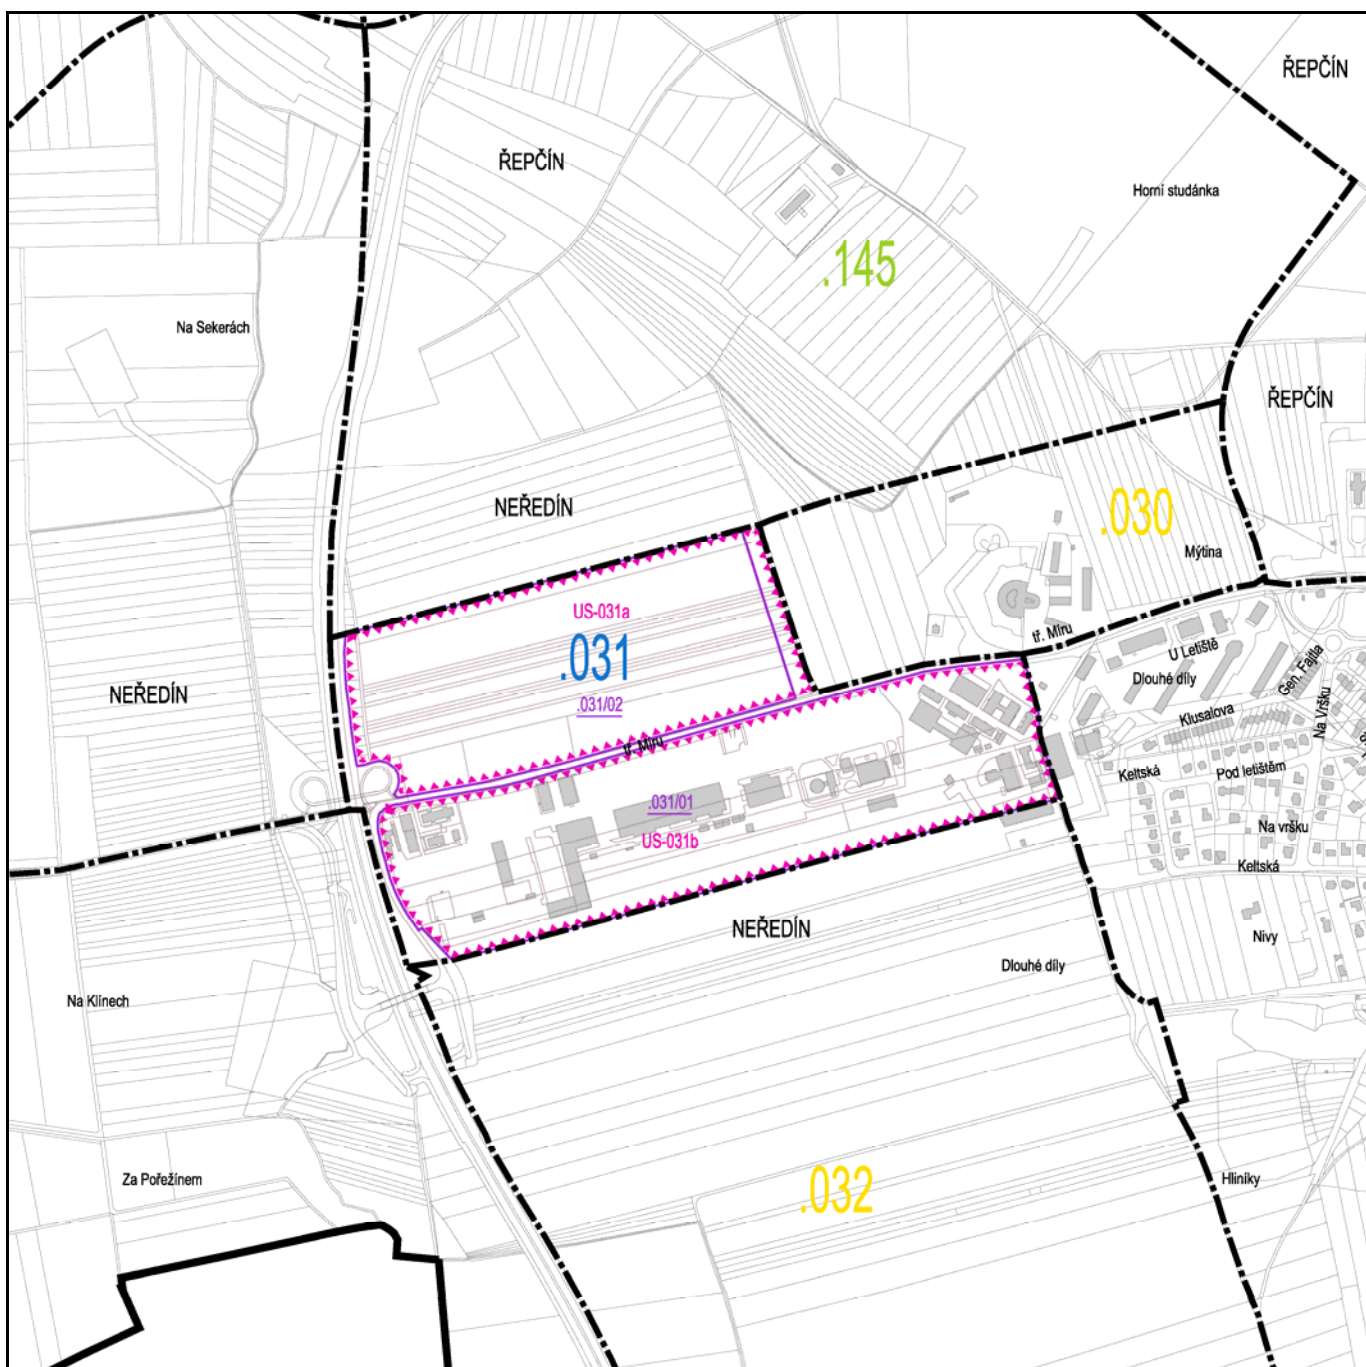 ŘEPČÍN
ŘEPČÍN
Horní studánka
.145
Na Sekerách
ŘEPČÍN
NEŘEDÍN
.030
Mýtina
US-031a
tř. Míru
U Letiště
.031
Gen. Fajtla
Dlouhé díly
NEŘEDÍN
.031/02
Na Vršku
Klusalova
tř. Míru
Keltská
Pod letištěm
.031/01
Na vršku
US-031b
Keltská
NEŘEDÍN
Nivy
Dlouhé díly
Na Klínech
Za Pořežínem
Hliníky
.032